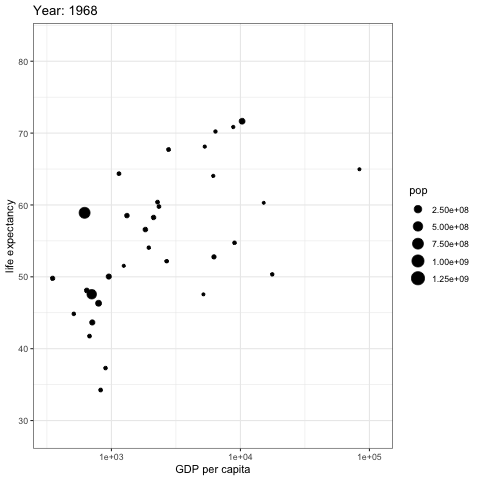 Year: 1968
80
70
60
50
40
30
life expectancy
1e+03
1e+04
1e+05
GDP per capita
pop
2.50e+08
5.00e+08
7.50e+08
1.00e+09
1.25e+09